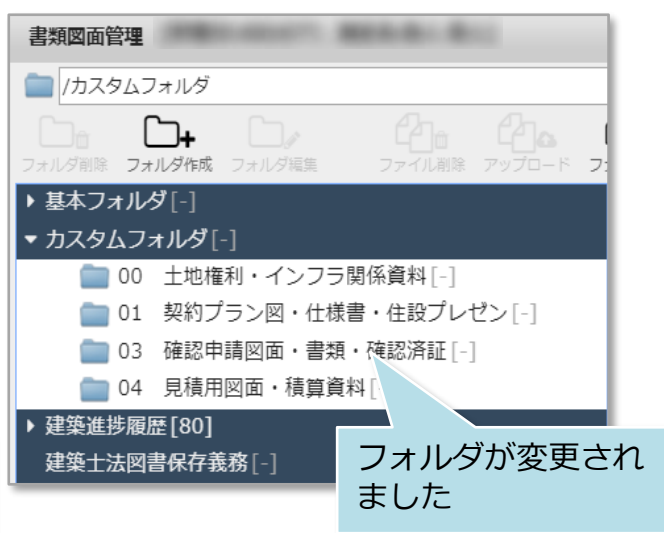 書類図面管理
/カスタムフォルダ
フォルダ削除 フォルダ作成 フォルダ編集 ファイル削除 アップロード
▸ 基本フォルダ[-]
▾ カスタムフォルダ[-]
00 土地権利・インフラ関係資料[-]
01 契約プラン図・仕様書・住設プレゼン[-]
03 確認申請図面・書類・確認済証[-]
04 見積用図面・積算資料[-
▸ 建築進捗履歴[80]
建築士法図書保存義務[-]
フォルダが変更され
ました